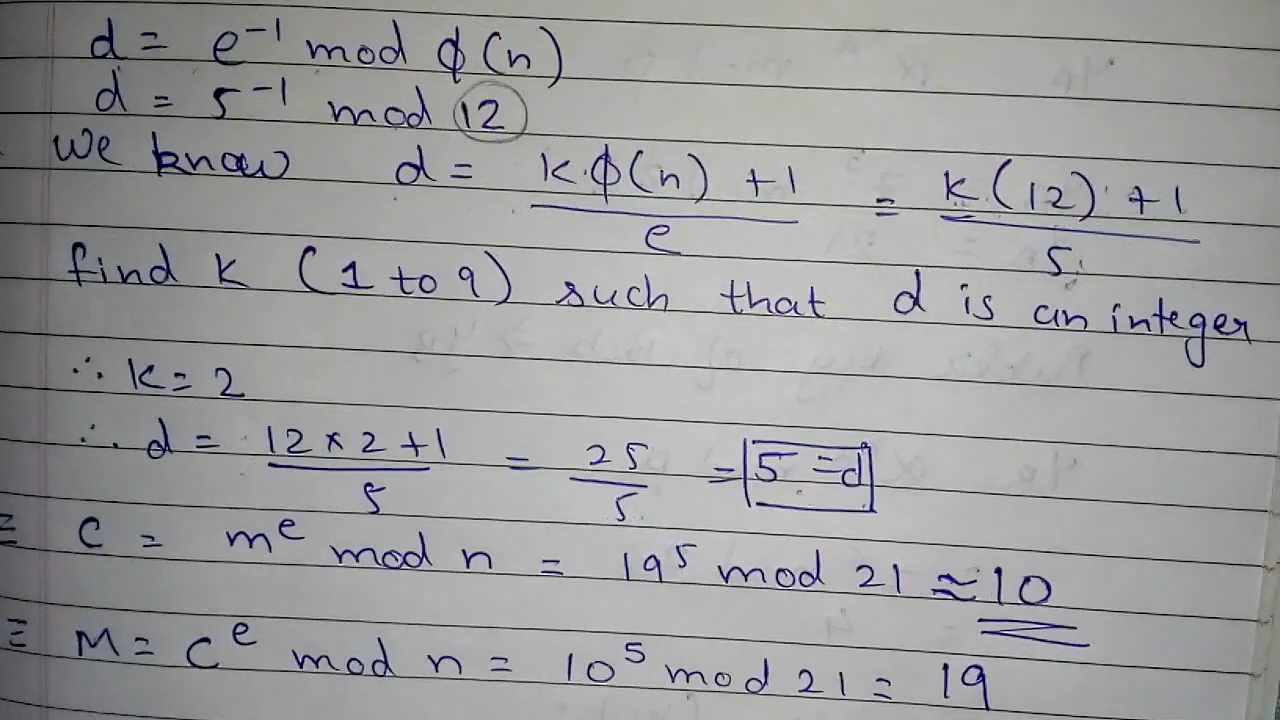 d = e⁻¹ mod ϕ(n)
d = 5⁻¹ mod 12
we know d = k.ϕ(n) + 1 / e = k(12) + 1 / 5
find k (1 to 9) such that d is an integer
∴ k = 2
∴ d = 12 × 2 + 1 / 5 = 25 / 5 = 5 = d
≡ C = m^e mod n = 19⁵ mod 21 ≈ 10
≡ M = C^e mod n = 10⁵ mod 21 = 19